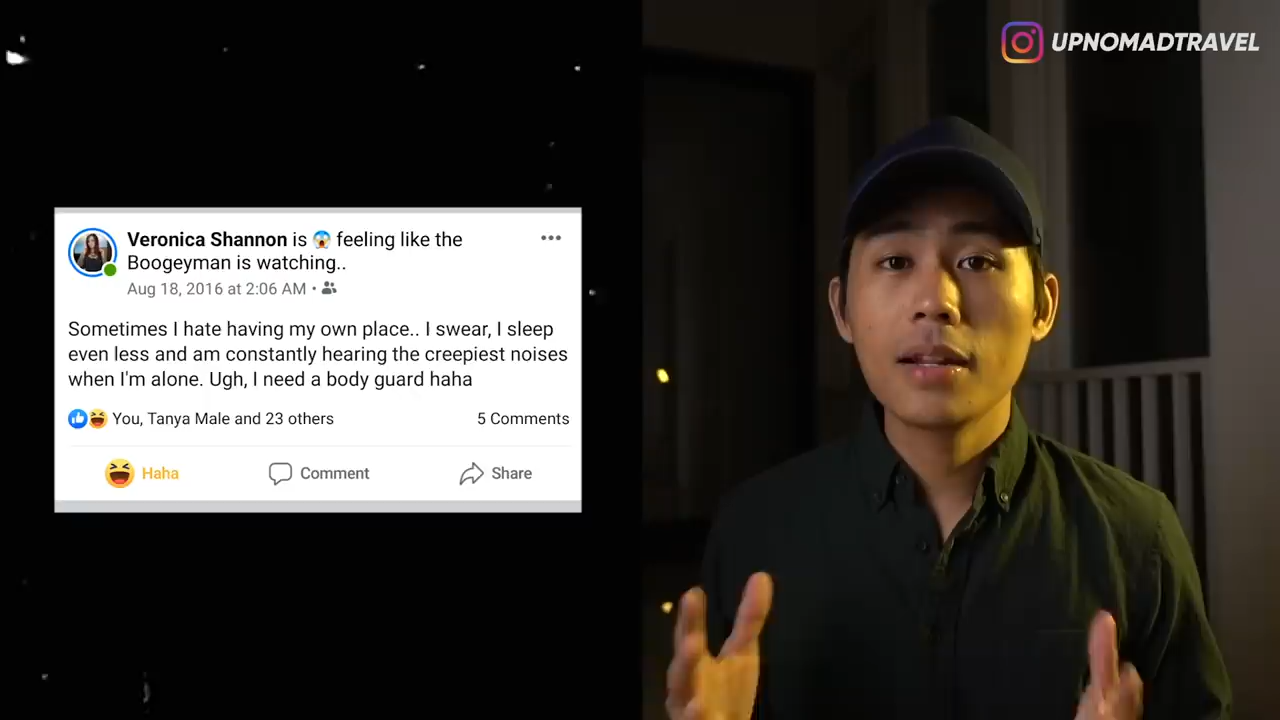 UPNOMADTRAVEL
Veronica Shannon is 😱 feeling like the
Boogeyman is watching..
Aug 18, 2016 at 2:06 AM •
Sometimes I hate having my own place.. I swear, I sleep
even less and am constantly hearing the creepiest noises
when I'm alone. Ugh, I need a body guard haha
You, Tanya Male and 23 others 5 Comments
Haha Comment Share